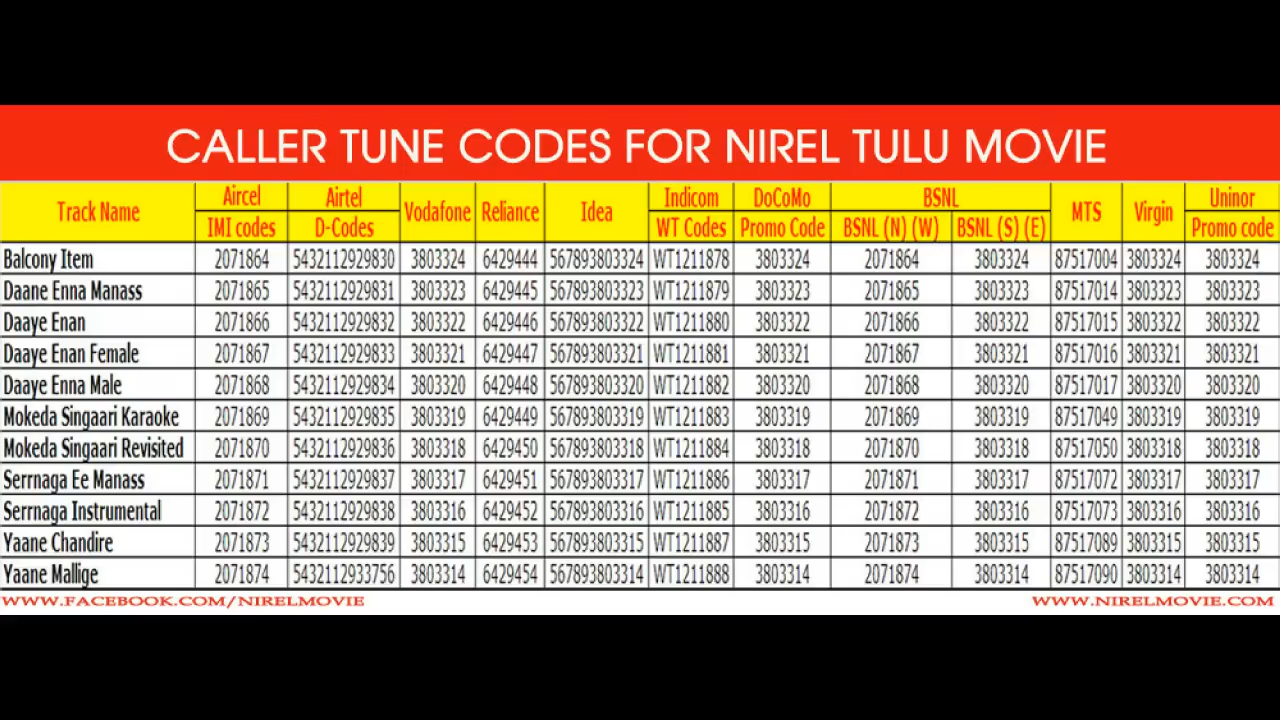 CALLER TUNE CODES FOR NIREL TULU MOVIE
Track Name Aircel Airtel Vodafone Reliance Idea Indicom DoCoMo BSNL MTS Virgin Uninor
IMI codes D-Codes WT Codes Promo Code BSNL (N) (W) BSNL (S) (E) Promo code
Balcony Item 2071864 5432112929830 3803324 6429444 567893803324 WT1211878 3803324 2071864 3803324 87517004 3803324 3803324
Daane Enna Manass 2071865 5432112929831 3803323 6429445 567893803323 WT1211879 3803323 2071865 3803323 87517014 3803323 3803323
Daaye Enan 2071866 5432112929832 3803322 6429446 567893803322 WT1211880 3803322 2071866 3803322 87517015 3803322 3803322
Daaye Enan Female 2071867 5432112929833 3803321 6429447 567893803321 WT1211881 3803321 2071867 3803321 87517016 3803321 3803321
Daaye Enna Male 2071868 5432112929834 3803320 6429448 567893803320 WT1211882 3803320 2071868 3803320 87517017 3803320 3803320
Mokeda Singaari Karaoke 2071869 5432112929835 3803319 6429449 567893803319 WT1211883 3803319 2071869 3803319 87517049 3803319 3803319
Mokeda Singaari Revisited 2071870 5432112929836 3803318 6429450 567893803318 WT1211884 3803318 2071870 3803318 87517050 3803318 3803318
Serrnaga Ee Manass 2071871 5432112929837 3803317 6429451 567893803317 WT1211886 3803317 2071871 3803317 87517072 3803317 3803317
Serrnaga Instrumental 2071872 5432112929838 3803316 6429452 567893803316 WT1211885 3803316 2071872 3803316 87517073 3803316 3803316
Yaane Chandire 2071873 5432112929839 3803315 6429453 567893803315 WT1211887 3803315 2071873 3803315 87517089 3803315 3803315
Yaane Mallige 2071874 5432112933756 3803314 6429454 567893803314 WT1211888 3803314 2071874 3803314 87517090 3803314 3803314
WWW.FACEBOOK.COM/NIRELMOVIE WWW.NIRELMOVIE.COM